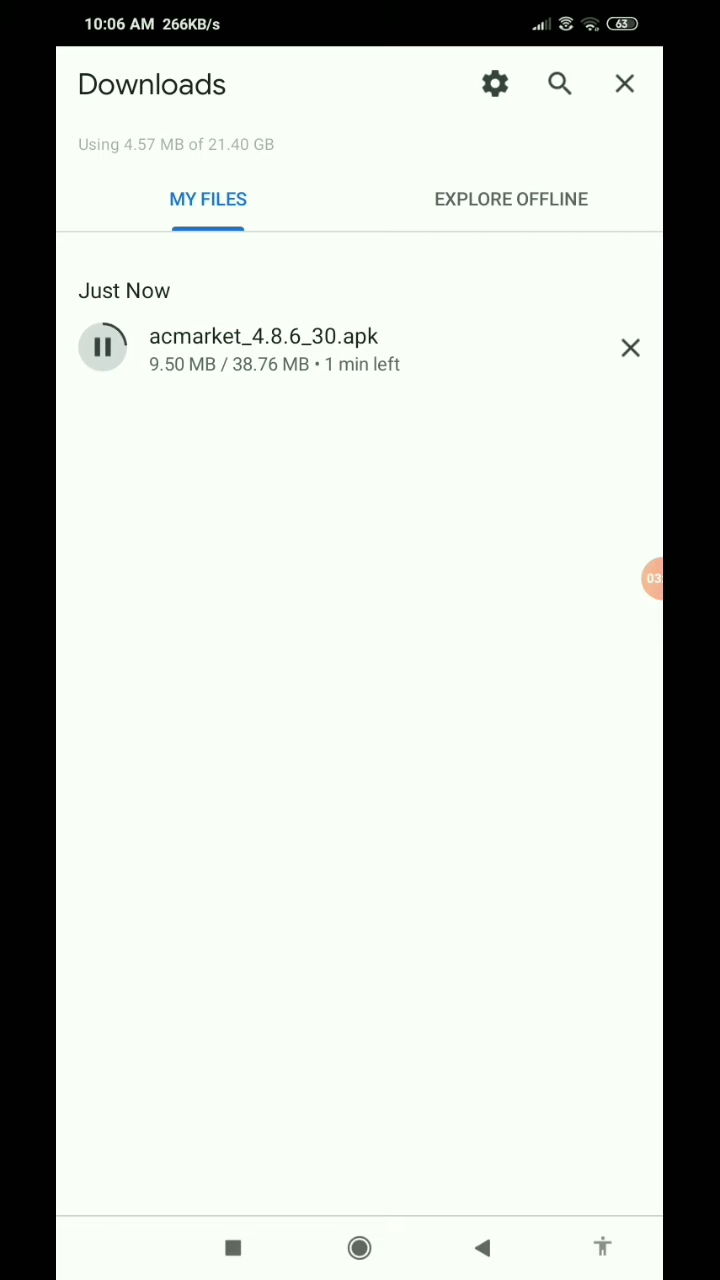 10:06 AM 266KB/s
63
Downloads
Using 4.57 MB of 21.40 GB
MY FILES
EXPLORE OFFLINE
Just Now
acmarket_4.8.6_30.apk
9.50 MB / 38.76 MB • 1 min left
03: